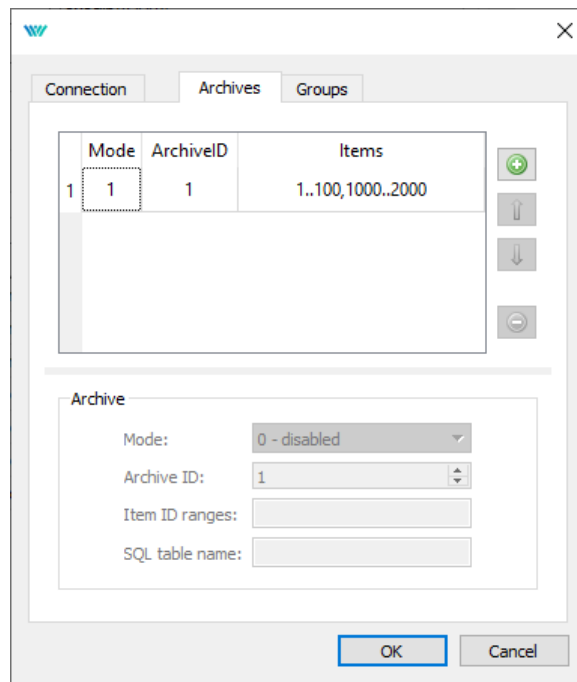 Connection Archives Groups
Mode ArchiveID Items
1 1 1 1..100,1000..2000
Archive
Mode: 0 - disabled
Archive ID: 1
Item ID ranges:
SQL table name:
OK Cancel